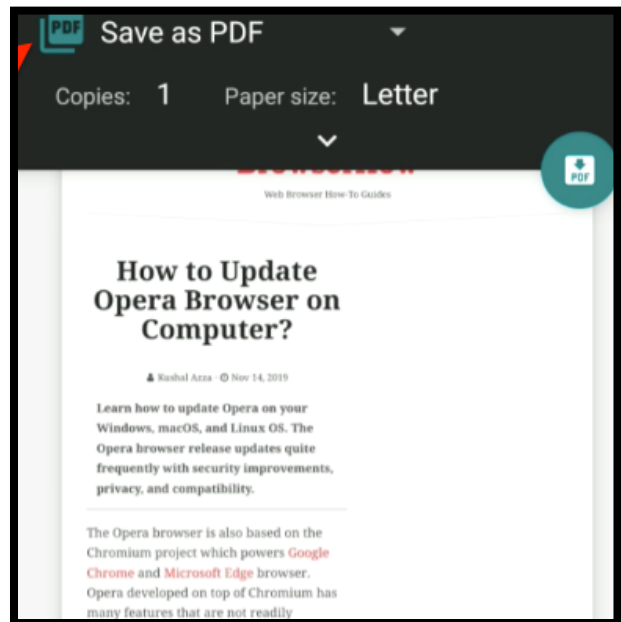 PDF Save as PDF
Copies: 1 Paper size: Letter
PDF
Web Browser How-To Guides
How to Update
Opera Browser on
Computer?
Kushal Azza - Nov 14, 2019
Learn how to update Opera on your
Windows, macOS, and Linux OS. The
Opera browser release updates quite
frequently with security improvements,
privacy, and compatibility.
The Opera browser is also based on the
Chromium project which powers Google
Chrome and Microsoft Edge browser.
Opera developed on top of Chromium has
many features that are not readily